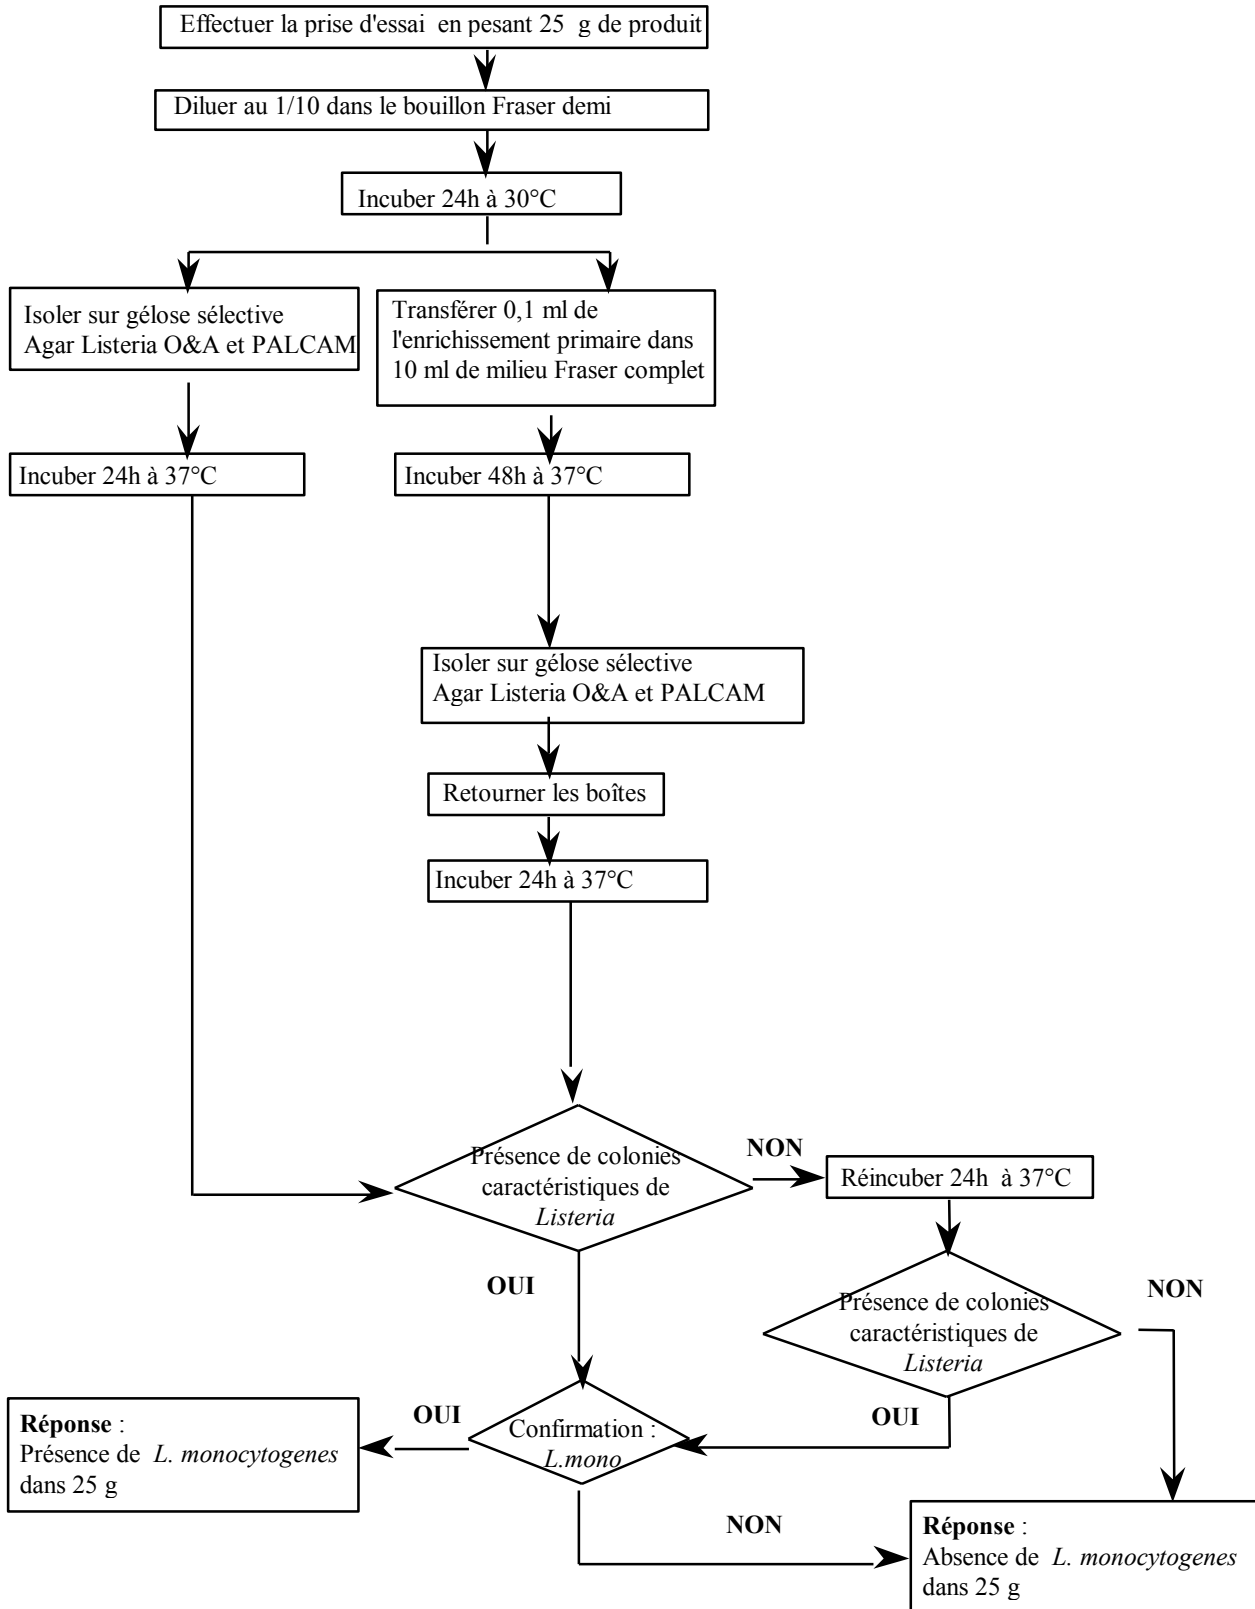 Effectuer la prise d'essai en pesant 25 g de produit
Diluer au 1/10 dans le bouillon Fraser demi
Incuber 24h à 30°C
Isoler sur gélose sélective
Agar Listeria O&A et PALCAM
Transférer 0,1 ml de
l'enrichissement primaire dans
10 ml de milieu Fraser complet
Incuber 24h à 37°C
Incuber 48h à 37°C
Isoler sur gélose sélective
Agar Listeria O&A et PALCAM
Retourner les boîtes
Incuber 24h à 37°C
Présence de colonies
caractéristiques de
Listeria
NON
Réincuber 24h à 37°C
OUI
Présence de colonies
caractéristiques de
Listeria
NON
OUI
Confirmation :
L.mono
OUI
Réponse :
Présence de L. monocytogenes
dans 25 g
NON
Réponse :
Absence de L. monocytogenes
dans 25 g